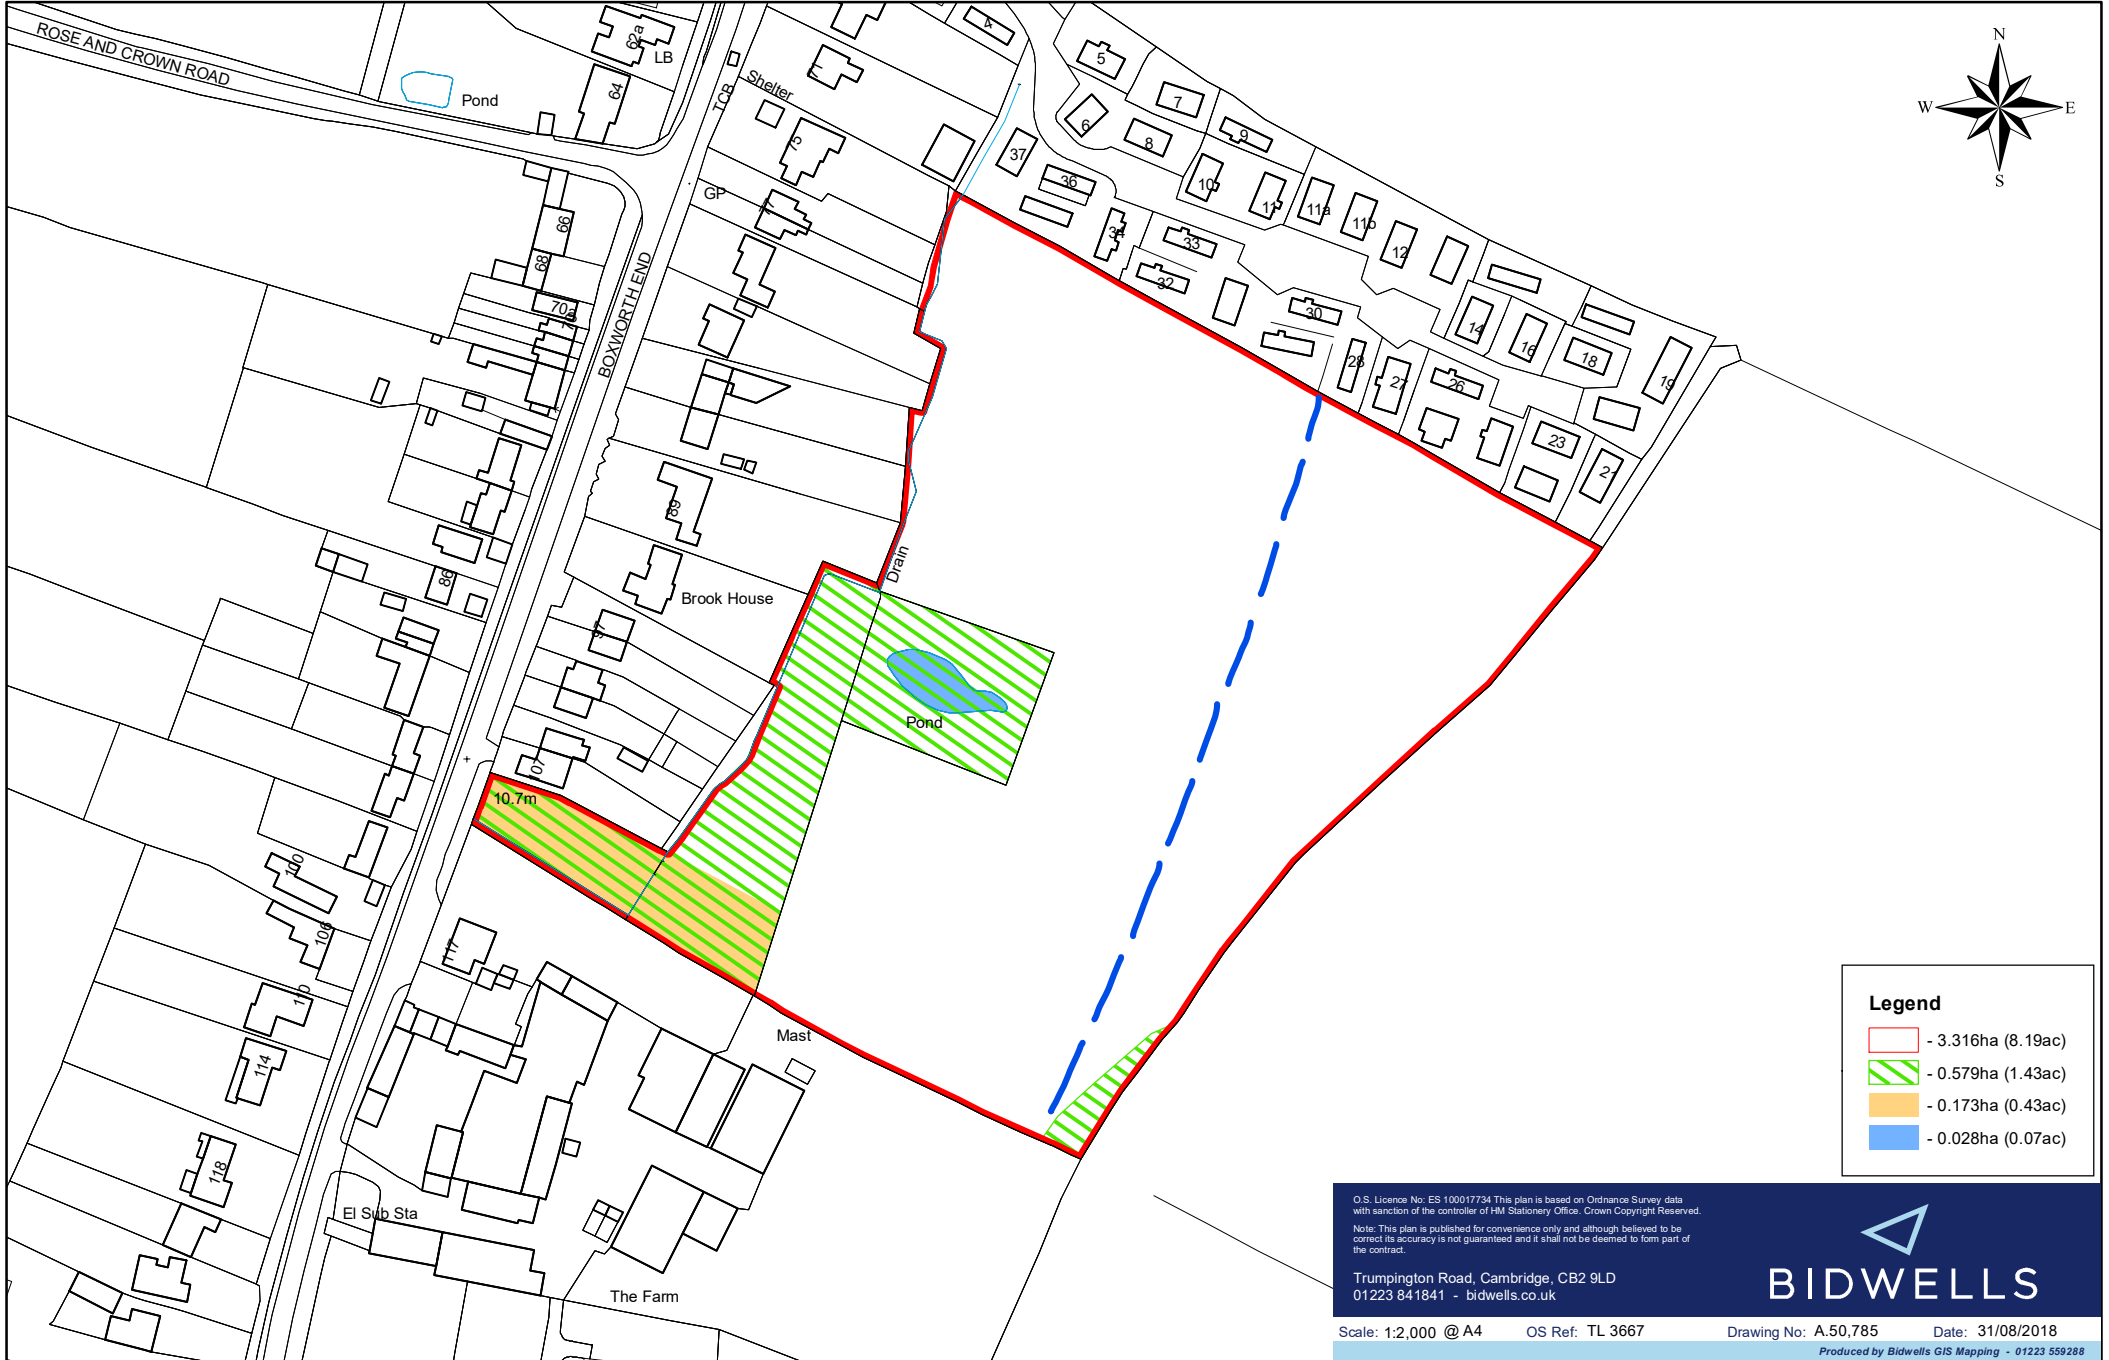 ROSE AND CROWN ROAD
Pond
62a
LB
64
TCB
Shelter
71
75
GP
77
66
68
70a
70
BOXWORTH END
4
5
6
7
8
9
10
11
11a
11b
12
14
16
18
19
21
23
26
27
28
30
32
33
34
36
37
N
W
E
S
89
86
Brook House
Drain
97
Pond
107
10.7m
100
106
110
114
117
118
Mast
El Sub Sta
The Farm
Legend
- 3.316ha (8.19ac)
- 0.579ha (1.43ac)
- 0.173ha (0.43ac)
- 0.028ha (0.07ac)
O.S. Licence No: ES 100017734 This plan is based on Ordnance Survey data
with sanction of the controller of HM Stationery Office. Crown Copyright Reserved.
Note: This plan is published for convenience only and although believed to be
correct its accuracy is not guaranteed and it shall not be deemed to form part of
the contract.
Trumpington Road, Cambridge, CB2 9LD
01223 841841 - bidwells.co.uk
BIDWELLS
Scale: 1:2,000 @ A4 OS Ref: TL 3667 Drawing No: A.50,785 Date: 31/08/2018
Produced by Bidwells GIS Mapping - 01223 559288